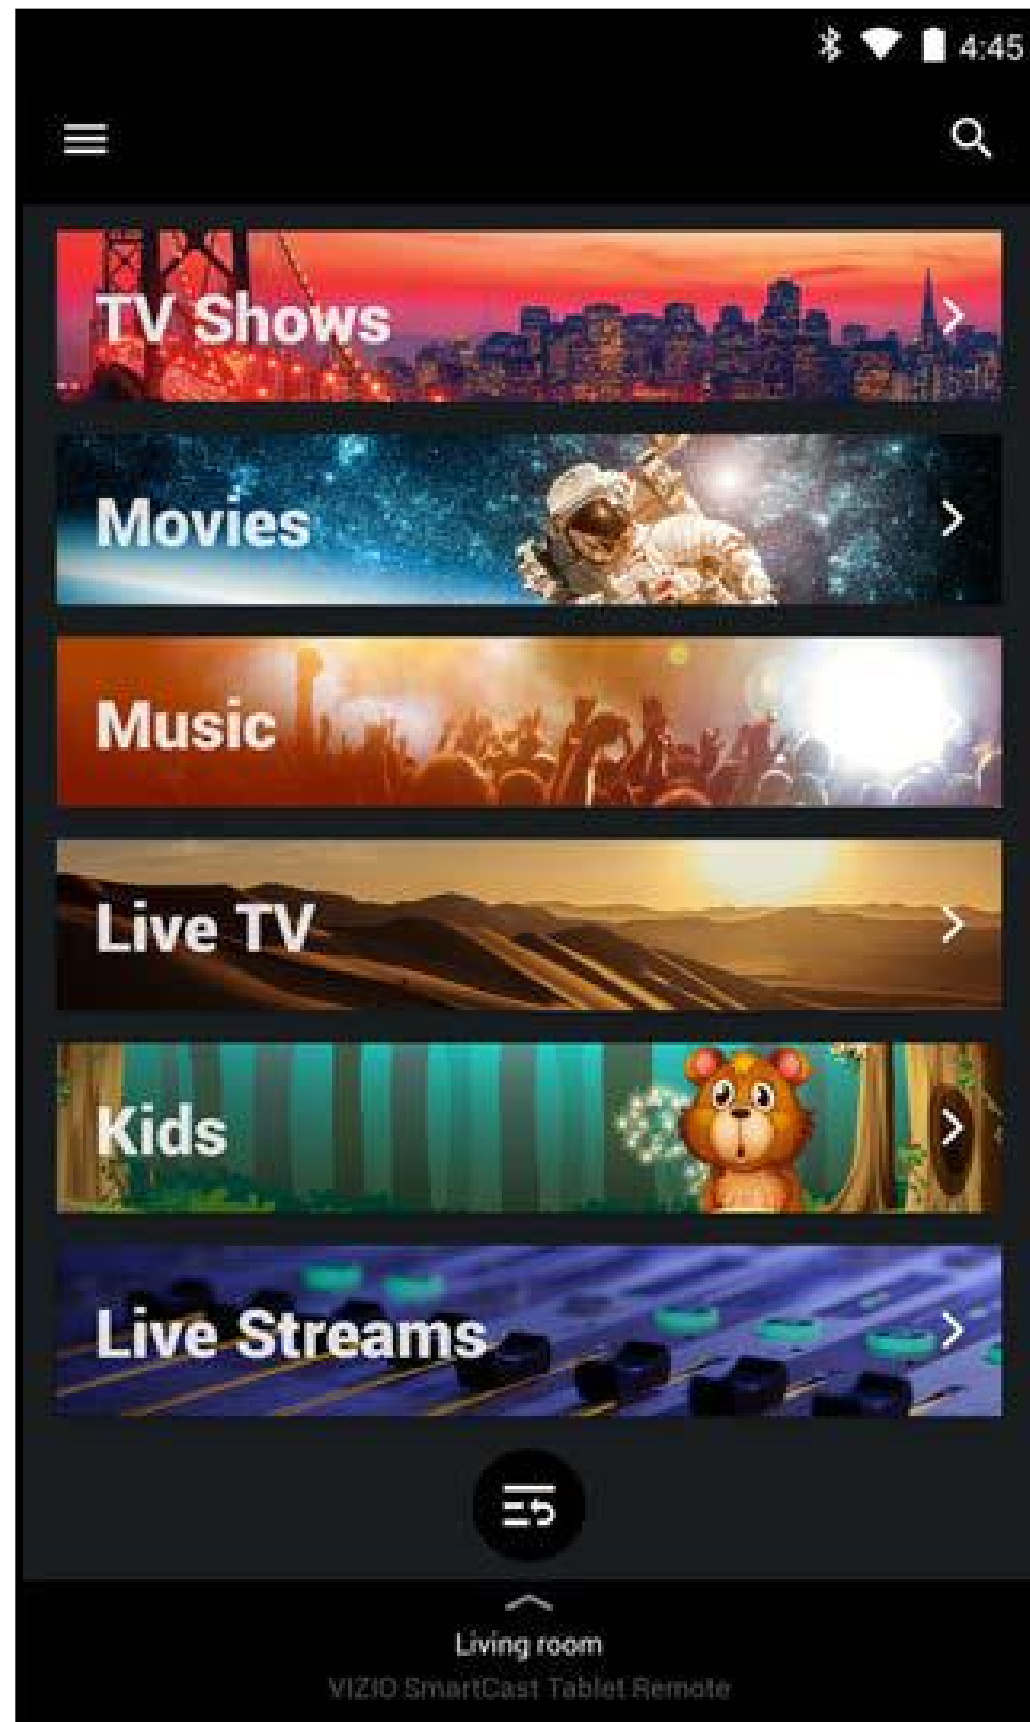 4:45
TV Shows
Movies
Music
Live TV
Kids
Live Streams
Living room
VIZIO SmartCast Tablet Remote